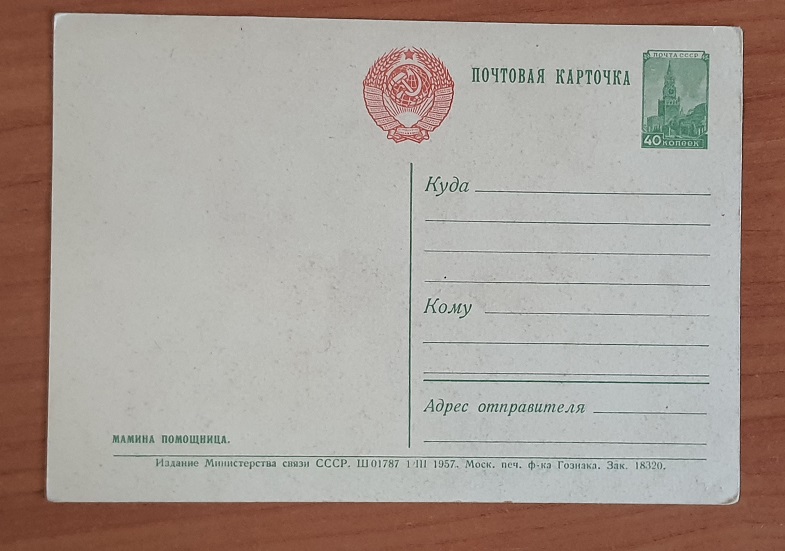 ПОЧТОВАЯ КАРТОЧКА
ПОЧТА СССР
40 КОПЕЕК
Куда
Кому
Адрес отправителя
МАМИНА ПОМОЩНИЦА.
Издание Министерства связи СССР. Ш 01787 1 III 1957. Моск. печ. ф-ка Гознака. Зак. 18320.